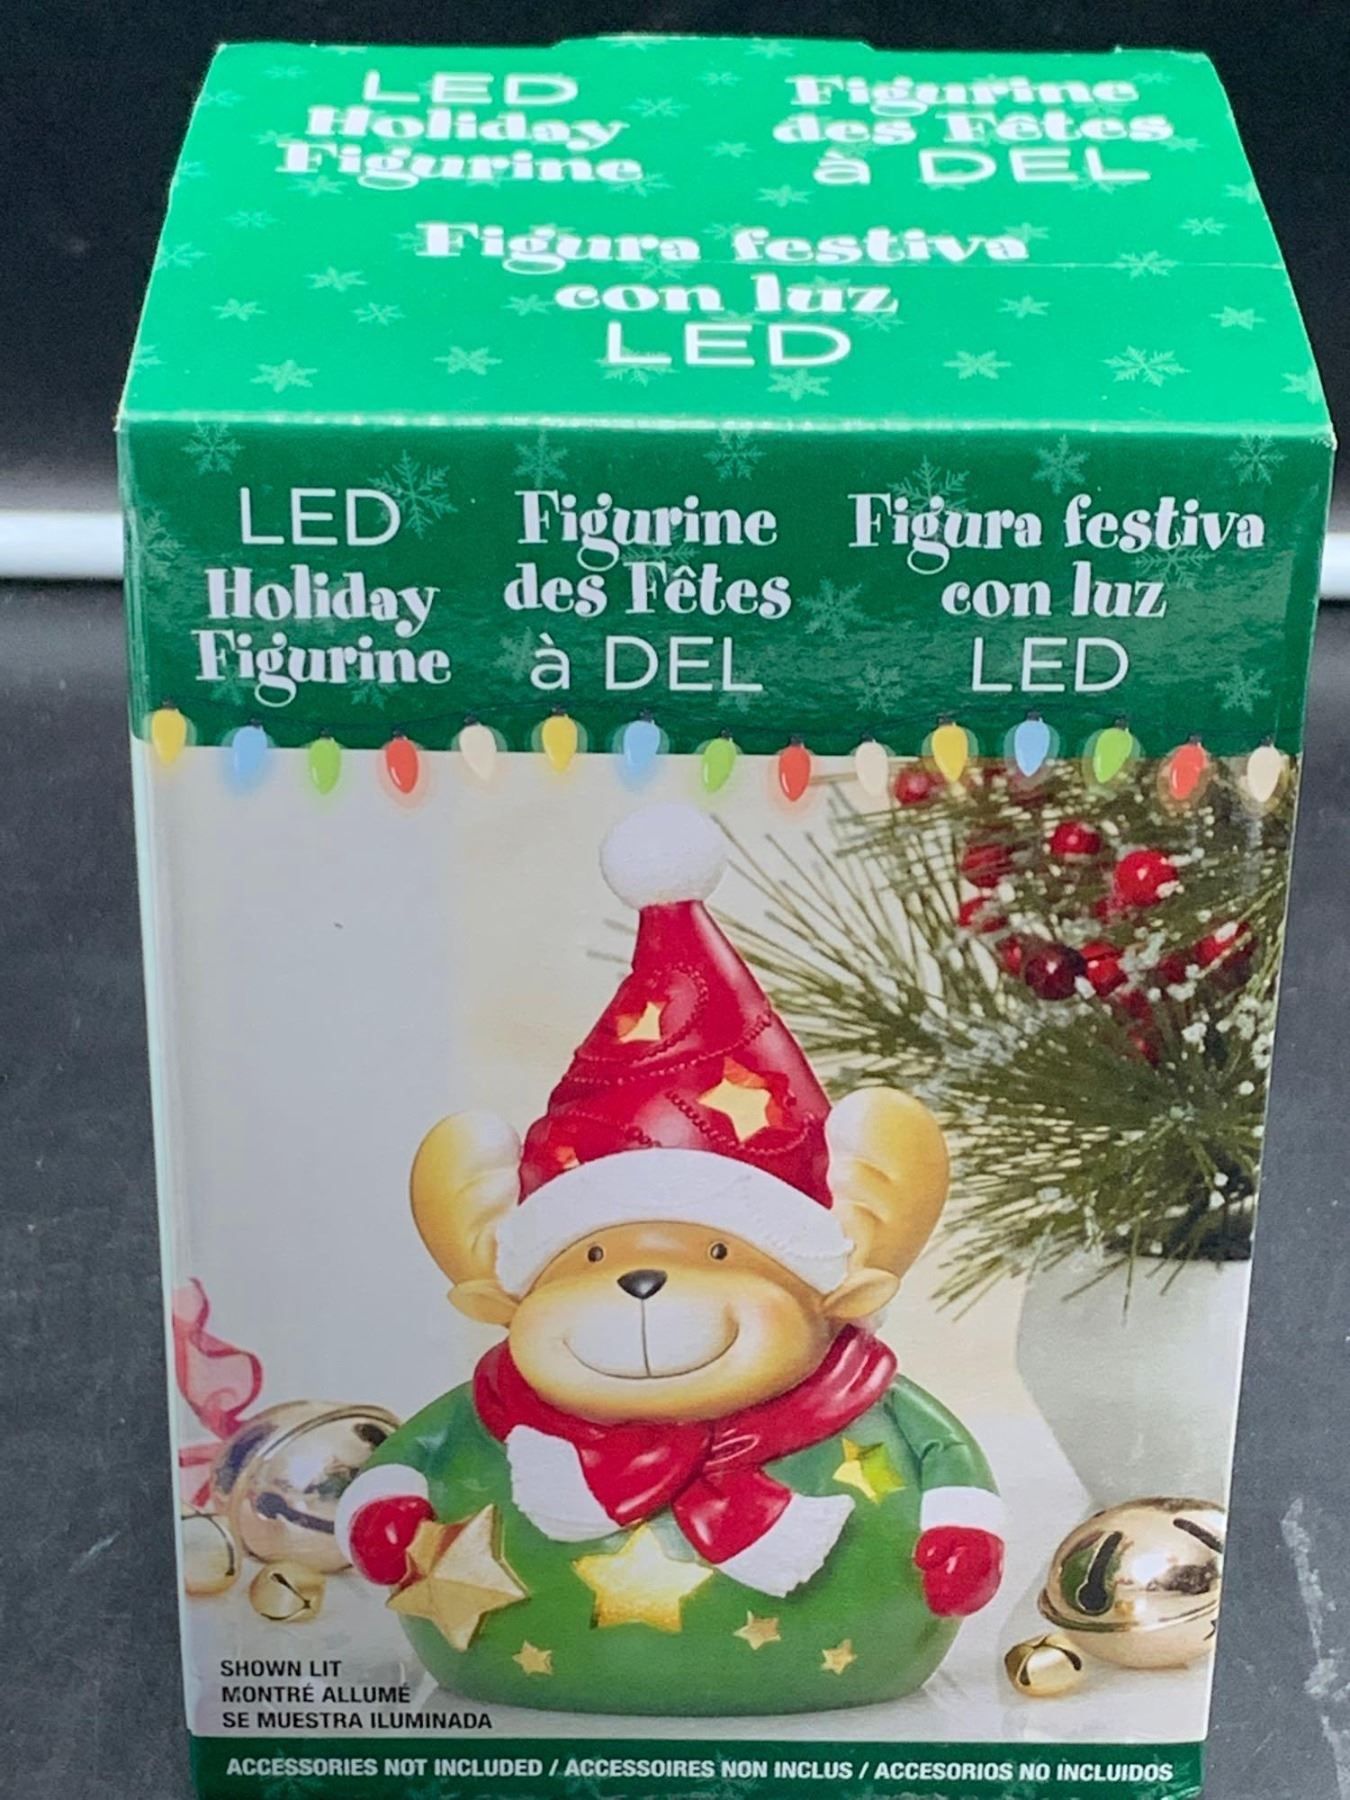 LED
Holiday
Figurine
Figurine
des Fêtes
à DEL
Figura festiva
con luz
LED
LED
Holiday
Figurine
Figurine
des Fêtes
à DEL
Figura festiva
con luz
LED
SHOWN LIT
MONTRÉ ALLUMÉ
SE MUESTRA ILUMINADA
ACCESSORIES NOT INCLUDED / ACCESSOIRES NON INCLUS / ACCESORIOS NO INCLUIDOS